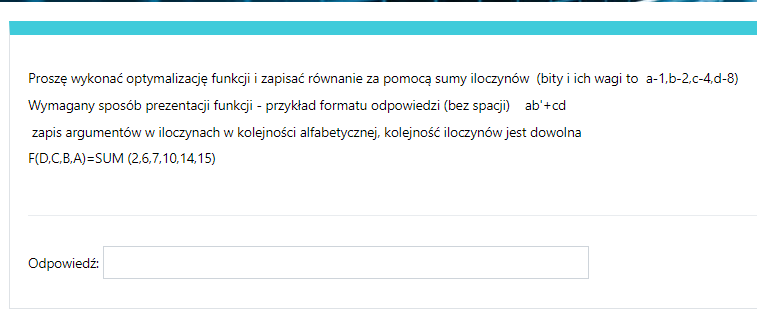 Proszę wykonać optymalizację funkcji i zapisać równanie za pomocą sumy iloczynów (bity i ich wagi to a-1,b-2,c-4,d-8)
Wymagany sposób prezentacji funkcji - przykład formatu odpowiedzi (bez spacji) ab'+cd
zapis argumentów w iloczynach w kolejności alfabetycznej, kolejność iloczynów jest dowolna
F(D,C,B,A)=SUM (2,6,7,10,14,15)
Odpowiedź: